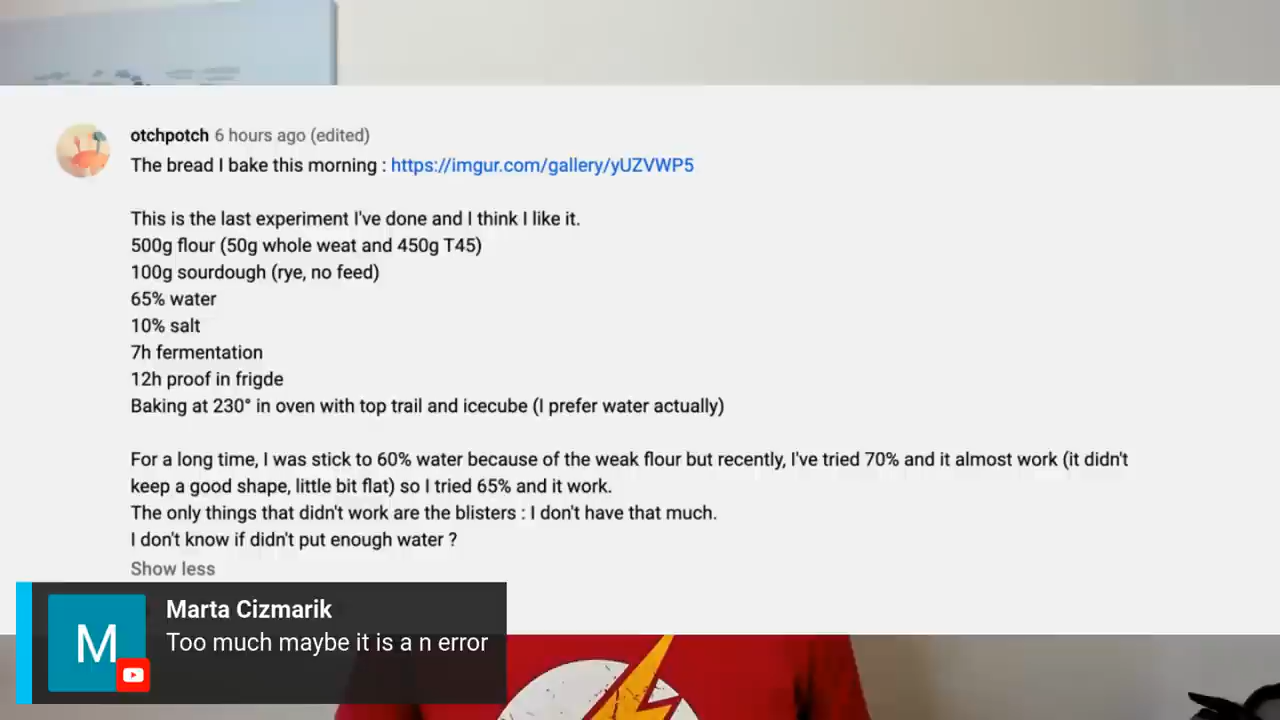 otchpotch 6 hours ago (edited)
The bread I bake this morning : https://imgur.com/gallery/yUZVWP5
This is the last experiment I've done and I think I like it.
500g flour (50g whole weat and 450g T45)
100g sourdough (rye, no feed)
65% water
10% salt
7h fermentation
12h proof in frigde
Baking at 230° in oven with top trail and icecube (I prefer water actually)
For a long time, I was stick to 60% water because of the weak flour but recently, I've tried 70% and it almost work (it didn't
keep a good shape, little bit flat) so I tried 65% and it work.
The only things that didn't work are the blisters : I don't have that much.
I don't know if didn't put enough water ?
Show less
M
Marta Cizmarik
Too much maybe it is a n error